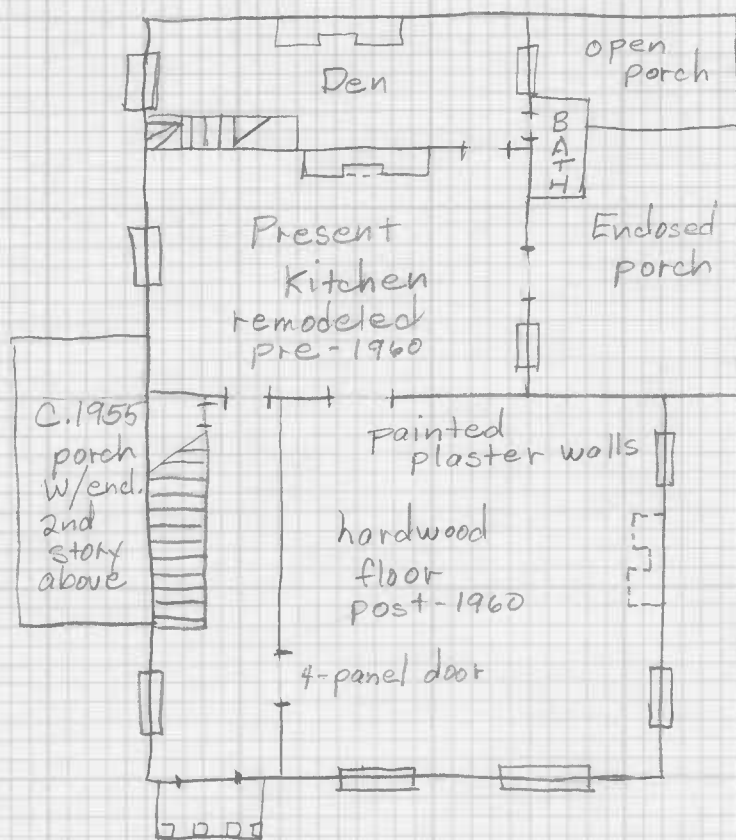 Den
open
porch
B
A
T
H
Present
Kitchen
remodeled
pre-1960
Enclosed
porch
C.1955
porch
w/encl.
2nd
story
above
painted
plaster walls
hardwood
floor
post-1960
4-panel door